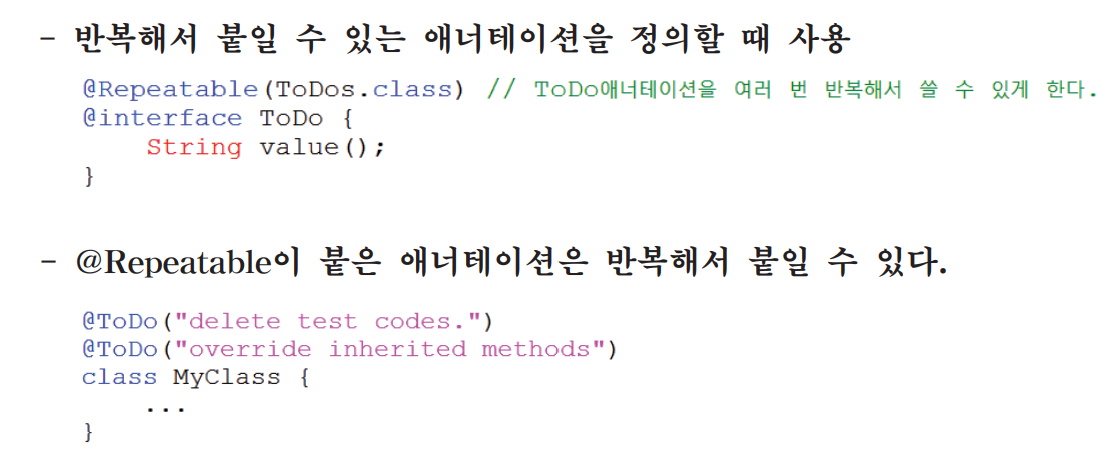 - 반복해서 붙일 수 있는 애너테이션을 정의할 때 사용
@Repeatable(ToDos.class) // ToDo애너테이션을 여러 번 반복해서 쓸 수 있게 한다.
@interface ToDo {
String value();
}
- @Repeatable이 붙은 애너테이션은 반복해서 붙일 수 있다.
@ToDo("delete test codes.")
@ToDo("override inherited methods")
class MyClass {
...
}